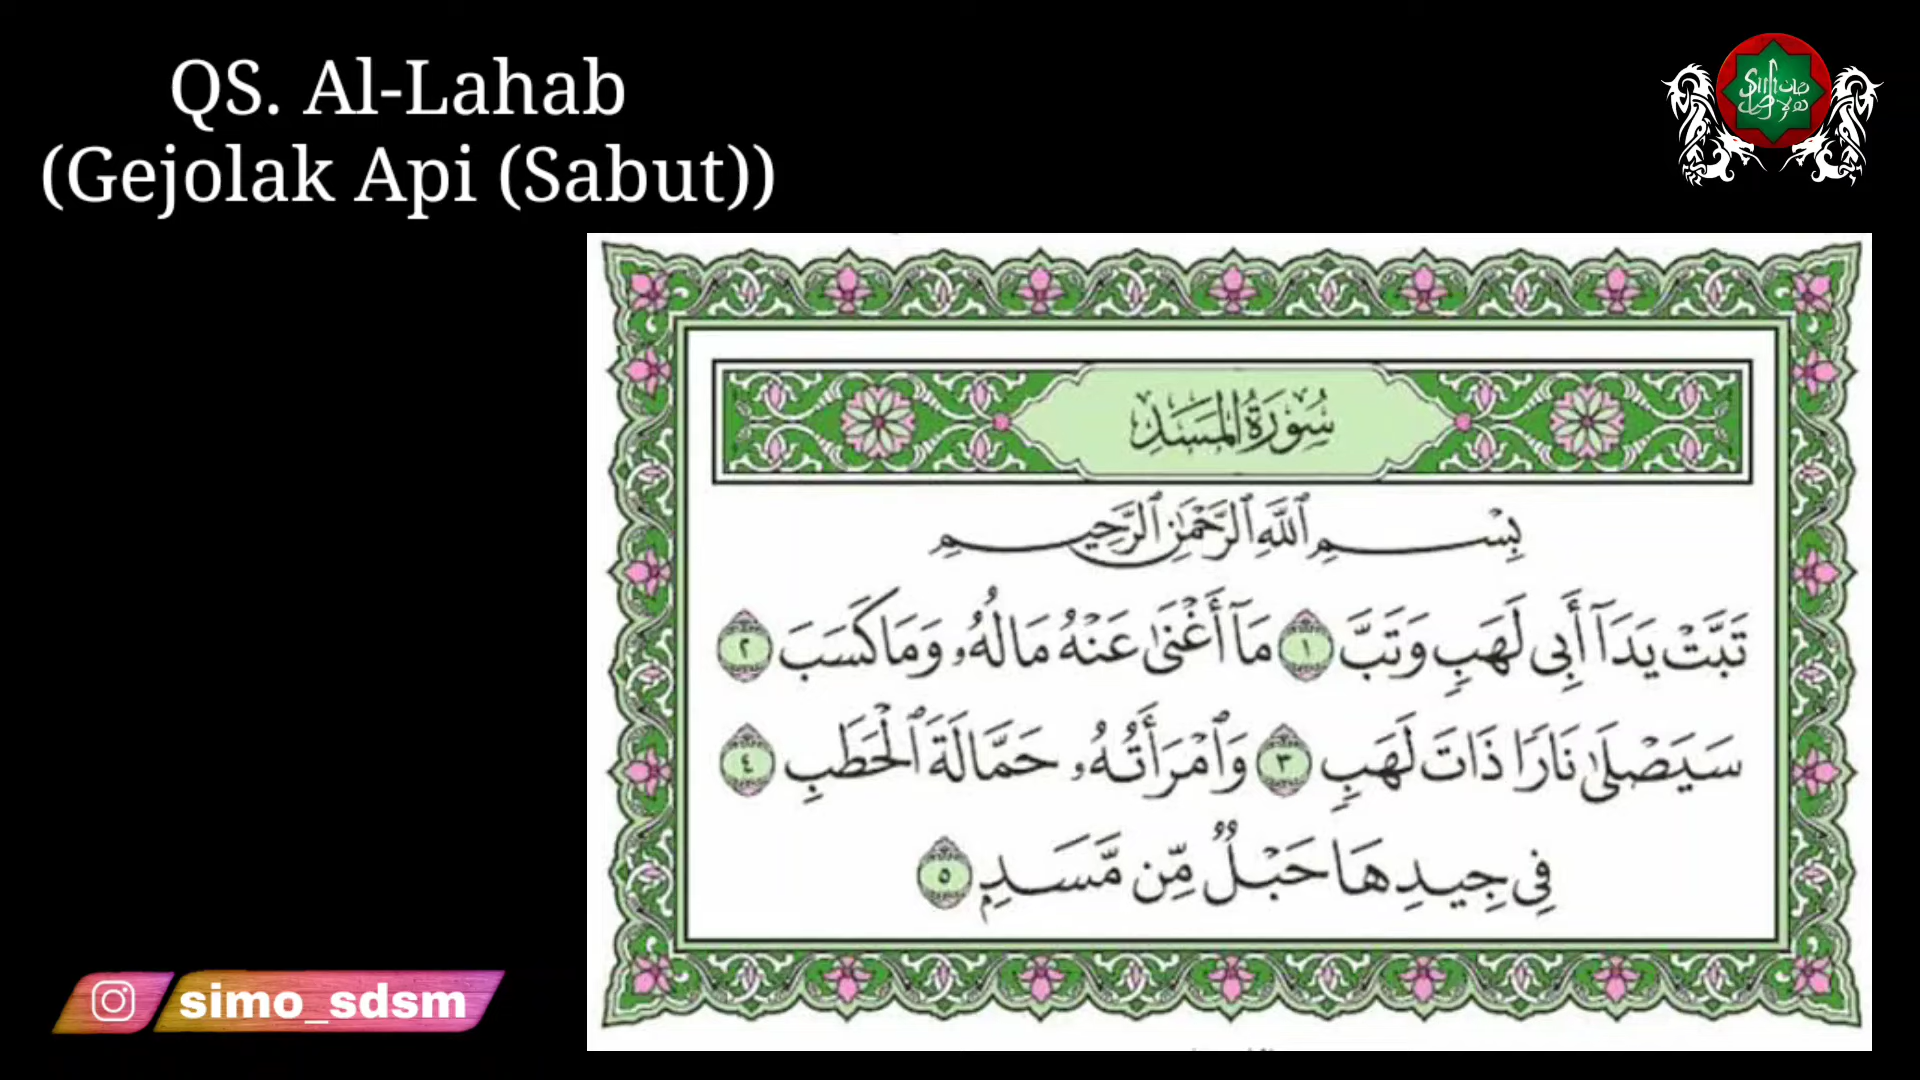 QS. Al-Lahab
(Gejolak Api (Sabut))
سُورَةُ المَسَدِ
بِسْمِ ٱللَّهِ ٱلرَّحْمَٰنِ ٱلرَّحِيمِ
تَبَّتْ يَدَآ أَبِى لَهَبٍ وَتَبَّ ١ مَآ أَغْنَىٰ عَنْهُ مَالُهُۥ وَمَا كَسَبَ ٢
سَيَصْلَىٰ نَارًا ذَاتَ لَهَبٍ ٣ وَٱمْرَأَتُهُۥ حَمَّالَةَ ٱلْحَطَبِ ٤
فِى جِيدِهَا حَبْلٌ مِّن مَّسَدٍۭ ٥
simo_sdsm